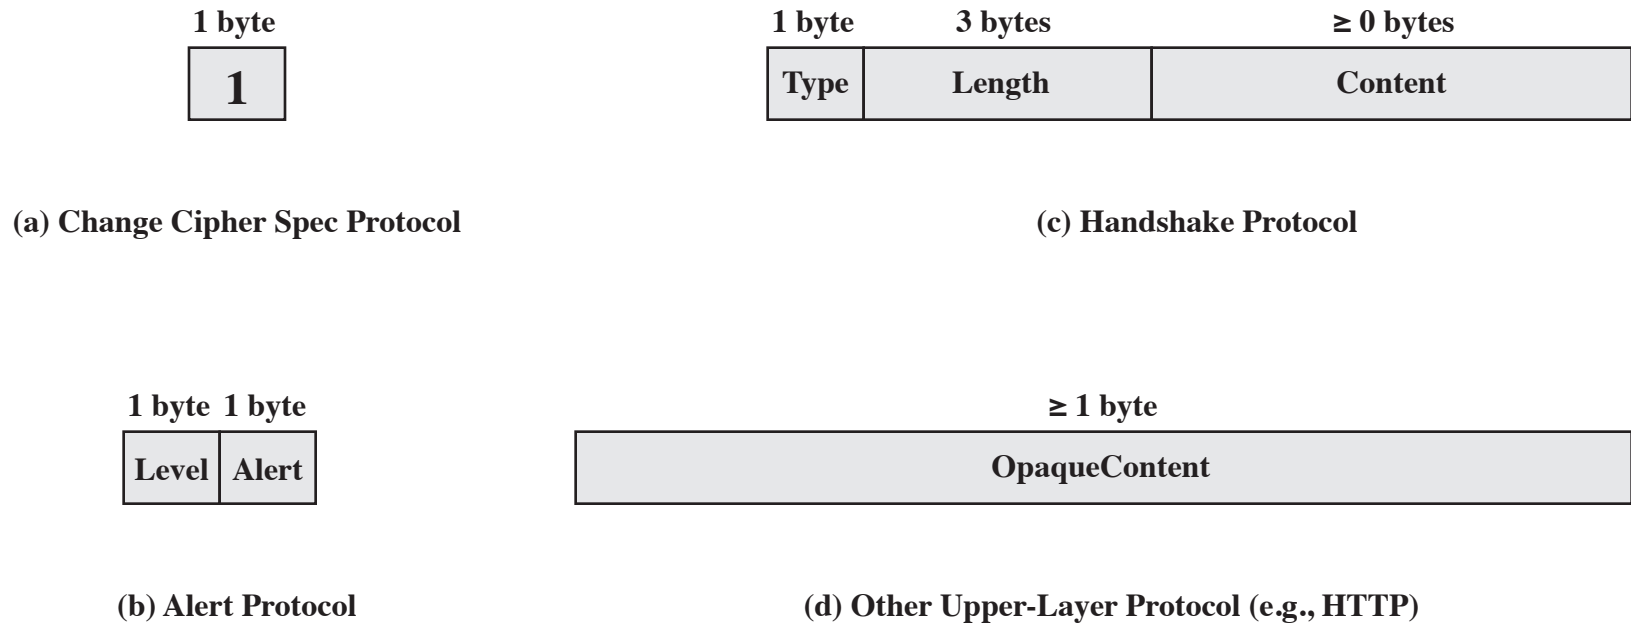 1 byte
1
(a) Change Cipher Spec Protocol
1 byte 3 bytes ≥ 0 bytes
Type Length Content
(c) Handshake Protocol
1 byte 1 byte
Level Alert
(b) Alert Protocol
≥ 1 byte
OpaqueContent
(d) Other Upper-Layer Protocol (e.g., HTTP)